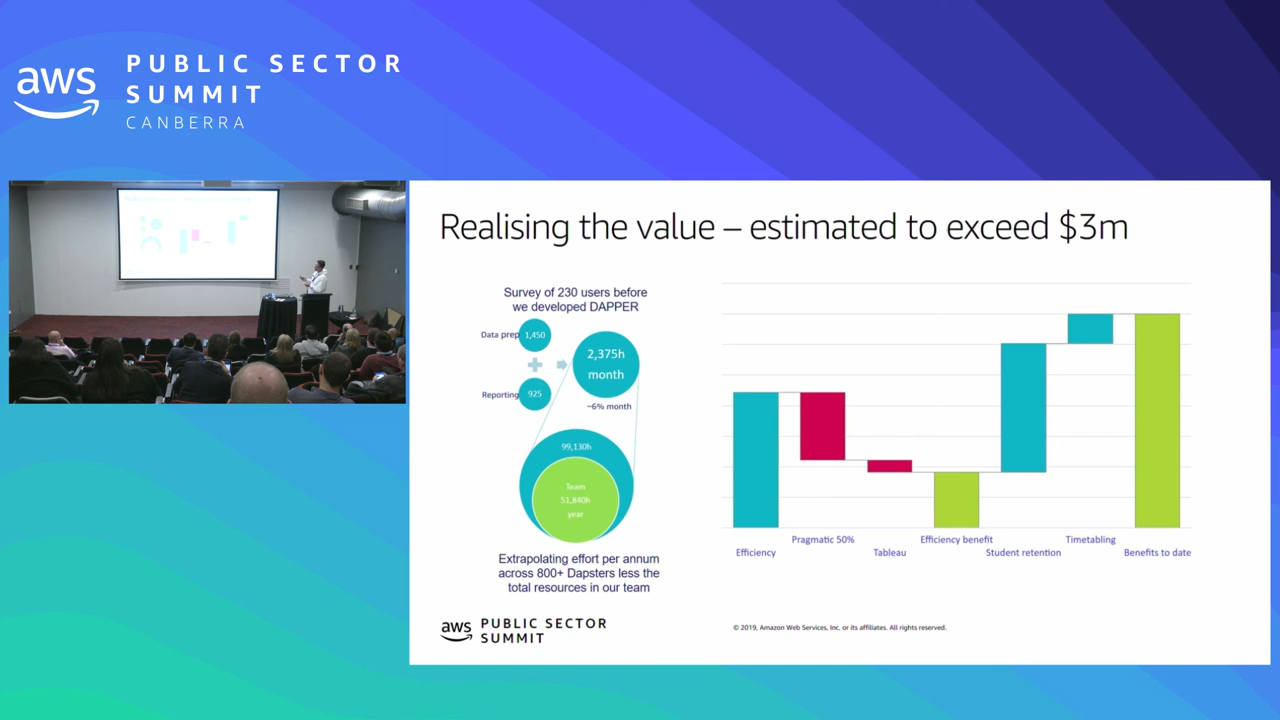 aws
PUBLIC SECTOR
SUMMIT
CANBERRA
Realising the value – estimated to exceed $3m
Survey of 230 users before
we developed DAPPER
Data prep
1,450
Reporting
925
2,375h
month
~6% month
99,130h
Team
51,840h
year
Extrapolating effort per annum
across 800+ Dapsters less the
total resources in our team
Efficiency
Pragmatic 50%
Tableau
Efficiency benefit
Student retention
Timetabling
Benefits to date
aws
PUBLIC SECTOR
SUMMIT
© 2019, Amazon Web Services, Inc. or its affiliates. All rights reserved.